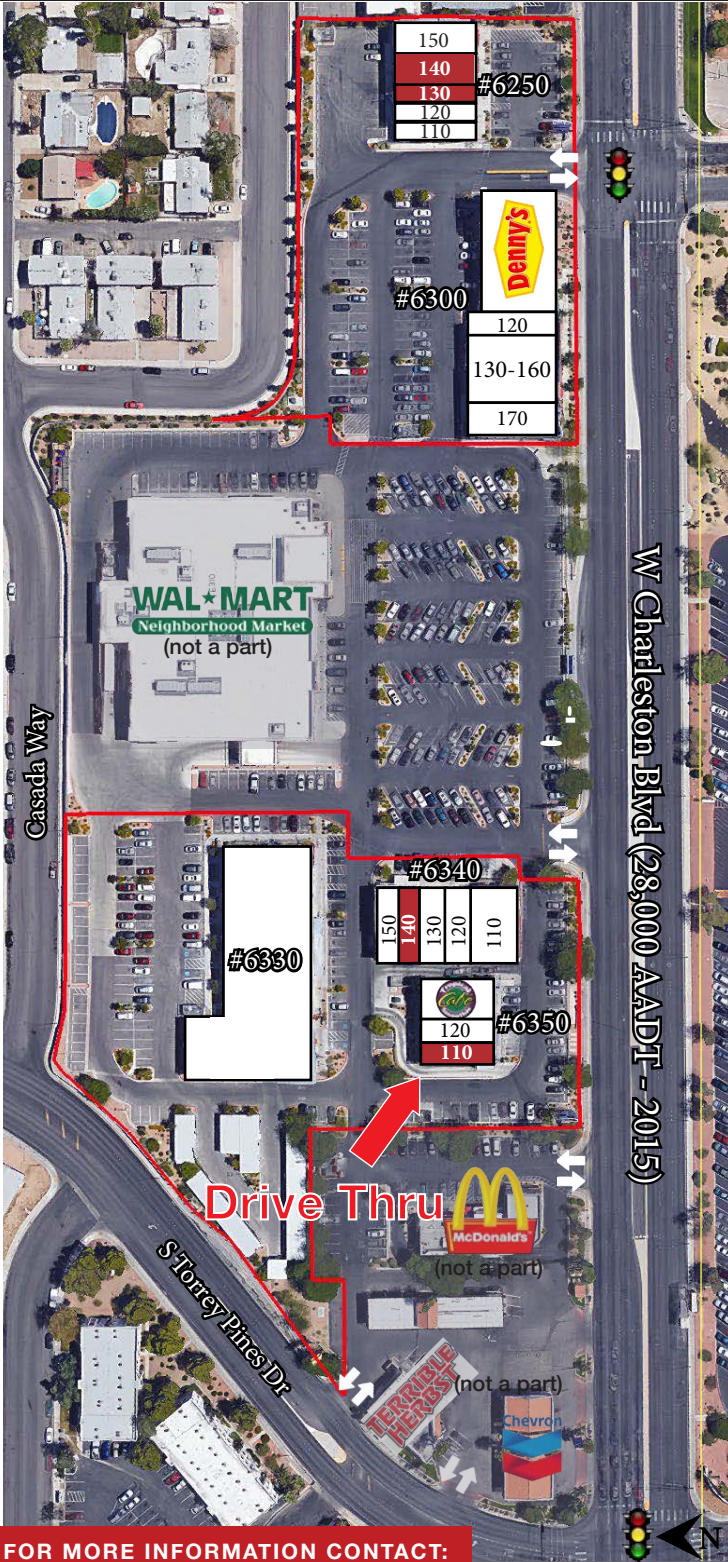 150
140
130
#6250
120
110
Denny's
#6300
120
130-160
170
WAL★MART
Neighborhood Market
(not a part)
W Charleston Blvd (28,000 AADT - 2015)
Casada Way
#6340
150
140
130
120
110
#6330
Cafe
#6350
120
110
Drive Thru
McDonald's
(not a part)
S Torrey Pines Dr
TERRIBLE
HERBST
(not a part)
Chevron
N
FOR MORE INFORMATION CONTACT: